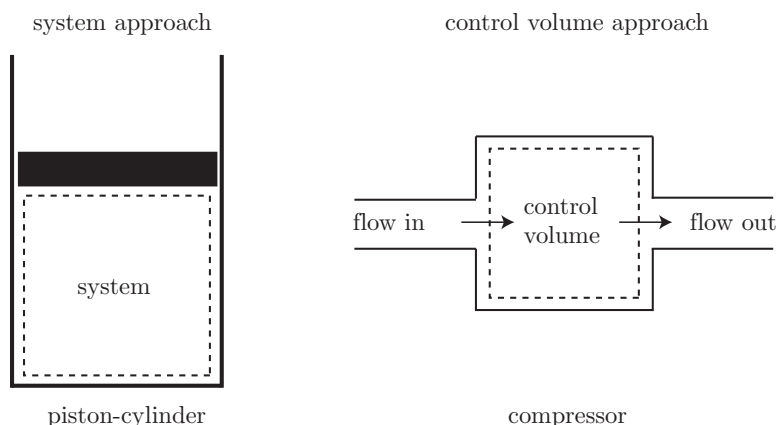 system approach
control volume approach
system
flow in
control
volume
flow out
piston-cylinder
compressor